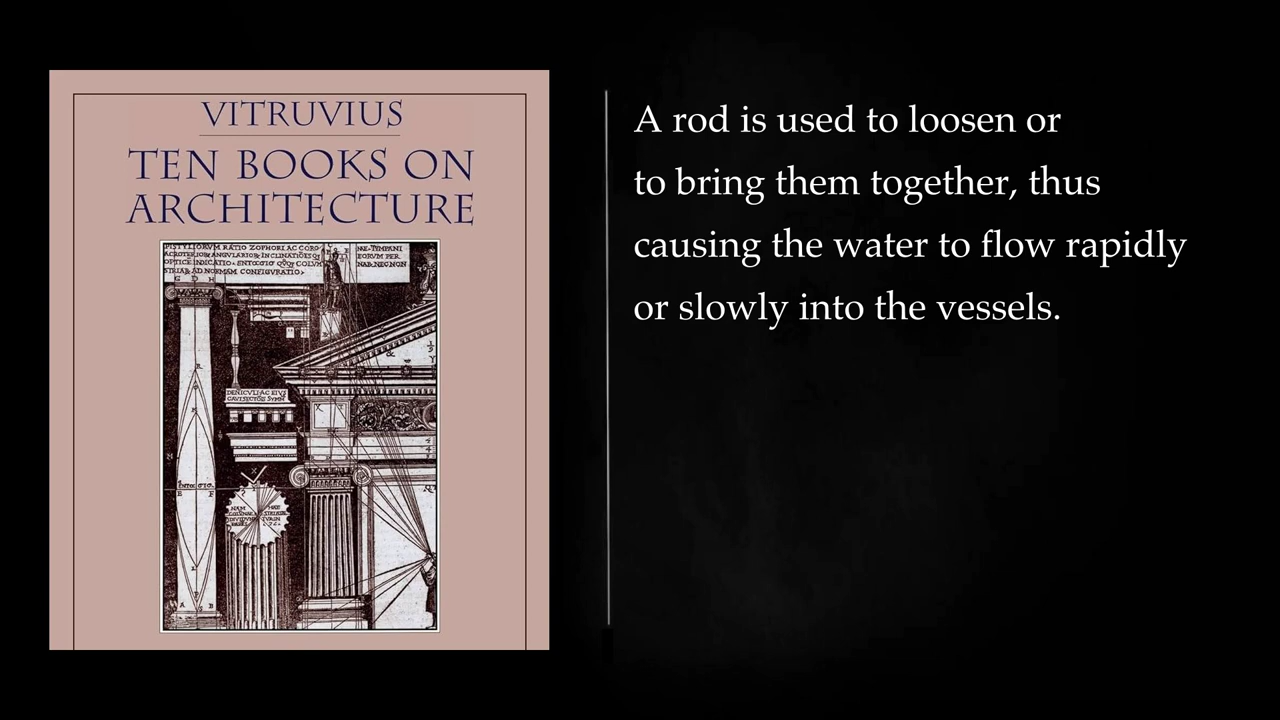 VITRUVIUS
TEN BOOKS ON
ARCHITECTURE
A rod is used to loosen or
to bring them together, thus
causing the water to flow rapidly
or slowly into the vessels.